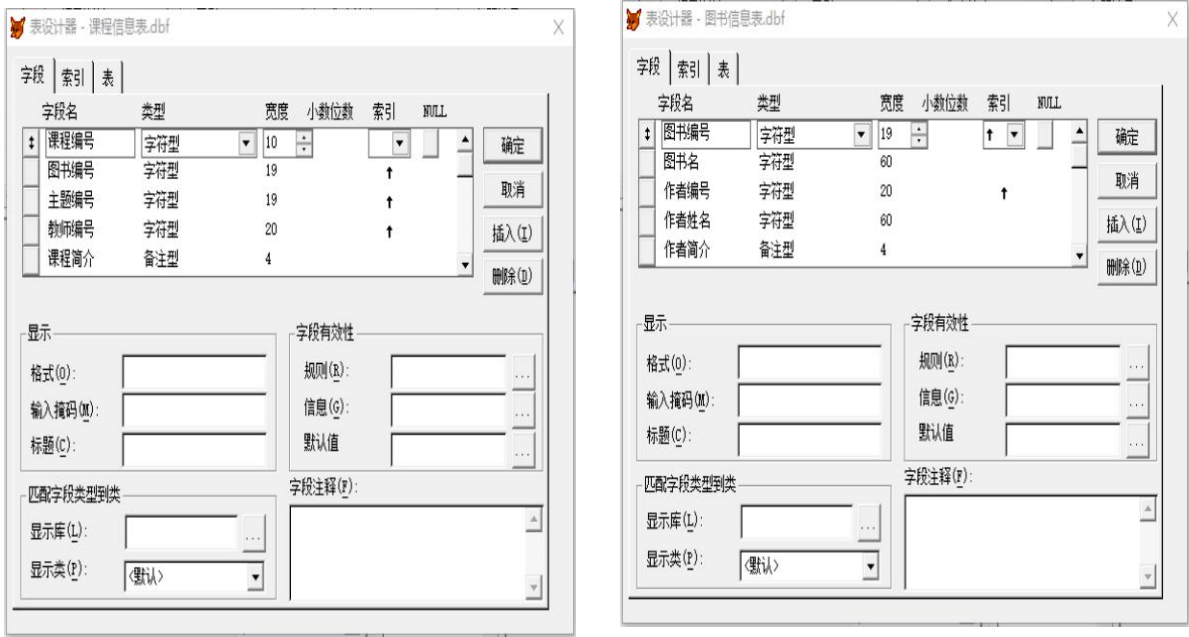 表设计器 - 课程信息表.dbf
字段 索引 表
字段名 类型 宽度 小数位数 索引 NULL
课程编号 字符型 10
图书编号 字符型 19 ↑
主题编号 字符型 19 ↑
教师编号 字符型 20 ↑
课程简介 备注型 4
确定
取消
插入(I)
删除(D)
显示
格式(O):
输入掩码(M):
标题(C):
字段有效性
规则(R):
信息(G):
默认值
匹配字段类型到类
显示库(L):
显示类(P): <默认>
字段注释(F):
表设计器 - 图书信息表.dbf
字段 索引 表
字段名 类型 宽度 小数位数 索引 NULL
图书编号 字符型 19 ↑
图书名 字符型 60
作者编号 字符型 20 ↑
作者姓名 字符型 60
作者简介 备注型 4
确定
取消
插入(I)
删除(D)
显示
格式(O):
输入掩码(M):
标题(C):
字段有效性
规则(R):
信息(G):
默认值
匹配字段类型到类
显示库(L):
显示类(P): <默认>
字段注释(F):